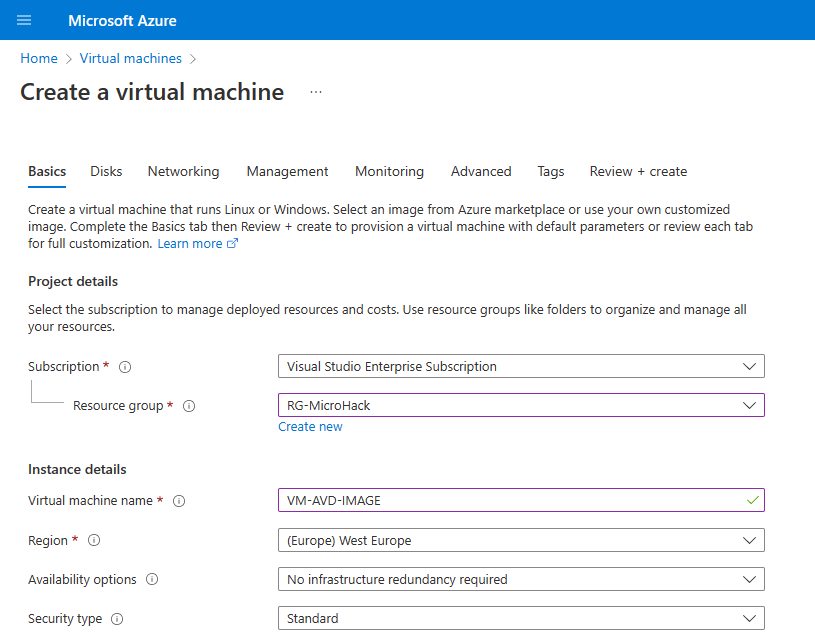 Microsoft Azure
Home > Virtual machines >
Create a virtual machine ...
Basics Disks Networking Management Monitoring Advanced Tags Review + create
Create a virtual machine that runs Linux or Windows. Select an image from Azure marketplace or use your own customized
image. Complete the Basics tab then Review + create to provision a virtual machine with default parameters or review each tab
for full customization. Learn more
Project details
Select the subscription to manage deployed resources and costs. Use resource groups like folders to organize and manage all
your resources.
Subscription * Visual Studio Enterprise Subscription
Resource group * RG-MicroHack
Create new
Instance details
Virtual machine name * VM-AVD-IMAGE
Region * (Europe) West Europe
Availability options No infrastructure redundancy required
Security type Standard